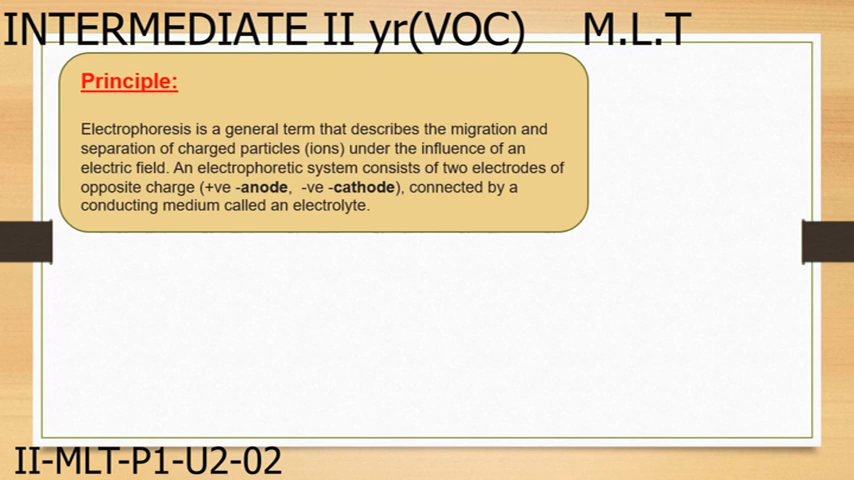 INTERMEDIATE II yr(VOC) M.L.T
Principle:
Electrophoresis is a general term that describes the migration and
separation of charged particles (ions) under the influence of an
electric field. An electrophoretic system consists of two electrodes of
opposite charge (+ve -anode, -ve -cathode), connected by a
conducting medium called an electrolyte.
II-MLT-P1-U2-02